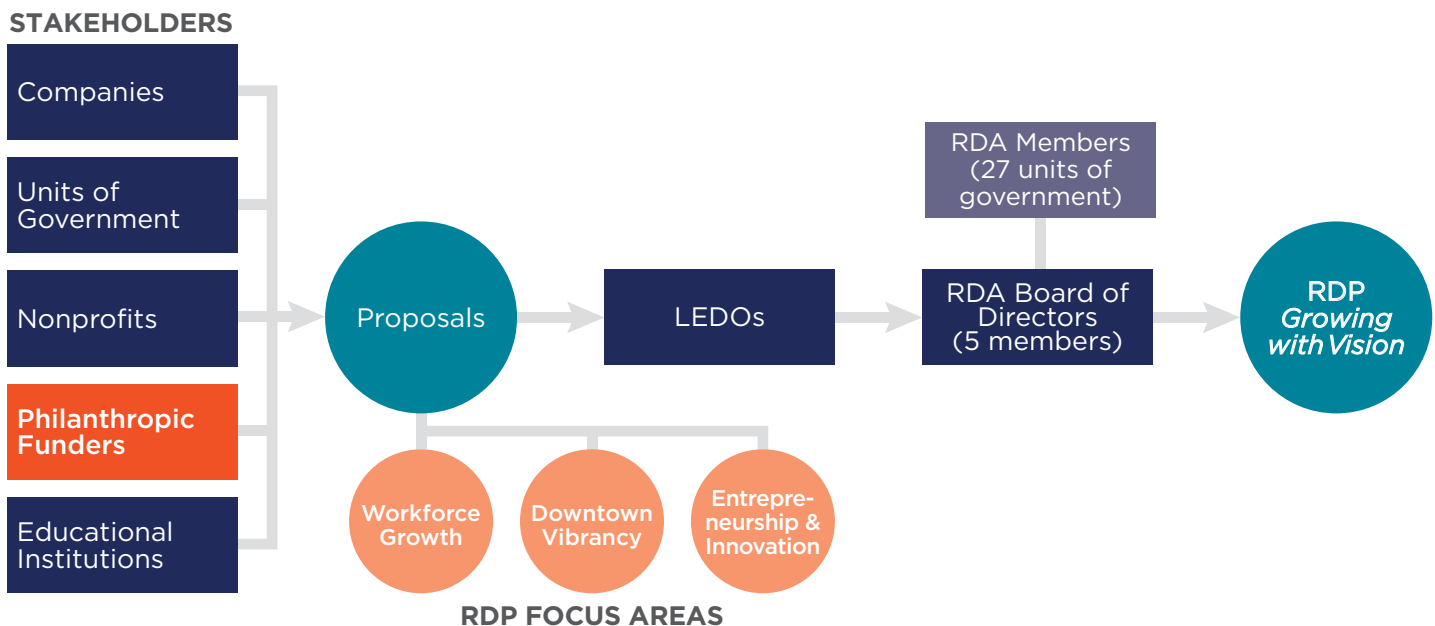 STAKEHOLDERS
Companies
Units of
Government
Nonprofits
Philanthropic
Funders
Educational
Institutions
Proposals
Workforce
Growth
Downtown
Vibrancy
Entrepre-
neurship &
Innovation
RDP FOCUS AREAS
LEDOs
RDA Members
(27 units of
government)
RDA Board of
Directors
(5 members)
RDP
Growing
with Vision